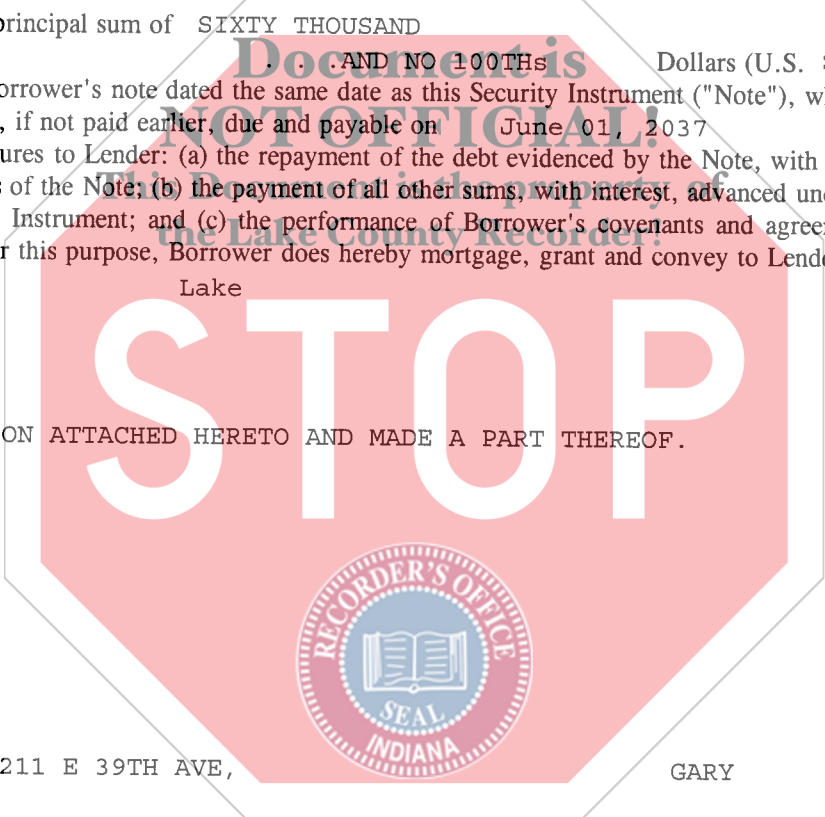 principal sum of SIXTY THOUSAND
. . .AND NO 100THs Dollars (U.S.
orrower's note dated the same date as this Security Instrument ("Note"),
, if not paid earlier, due and payable on June 01, 2037
ures to Lender: (a) the repayment of the debt evidenced by the Note, with
of the Note; (b) the payment of all other sums, with interest, advanced
Instrument; and (c) the performance of Borrower's covenants and
this purpose, Borrower does hereby mortgage, grant and convey to
Lake
ON ATTACHED HERETO AND MADE A PART THEREOF.
211 E 39TH AVE, GARY
Document is
NOT OFFICIAL!
This Document is the property of
the Lake County Recorder!
STOP
RECORDER'S OFFICE
SEAL
INDIANA